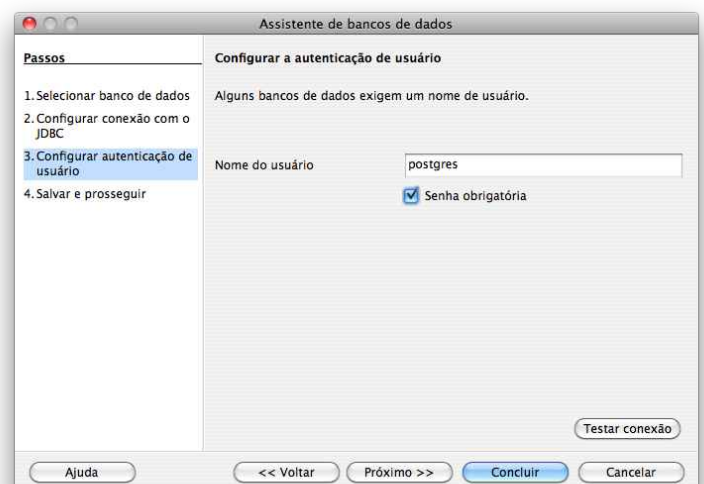 Assistente de bancos de dados
Passos
1. Selecionar banco de dados
2. Configurar conexão com o
JDBC
3. Configurar autenticação de
usuário
4. Salvar e prosseguir
Configurar a autenticação de usuário
Alguns bancos de dados exigem um nome de usuário.
Nome do usuário
postgres
Senha obrigatória
Testar conexão
Ajuda
<< Voltar
Próximo >>
Concluir
Cancelar